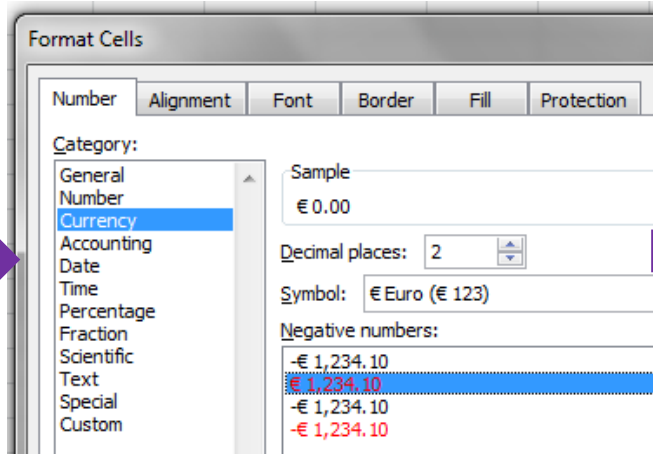 Format Cells
Number Alignment Font Border Fill Protection
Category:
General
Number
Currency
Accounting
Date
Time
Percentage
Fraction
Scientific
Text
Special
Custom
Sample
€ 0.00
Decimal places: 2
Symbol: € Euro (€ 123)
Negative numbers:
-€ 1,234.10
€ 1,234.10
-€ 1,234.10
-€ 1,234.10